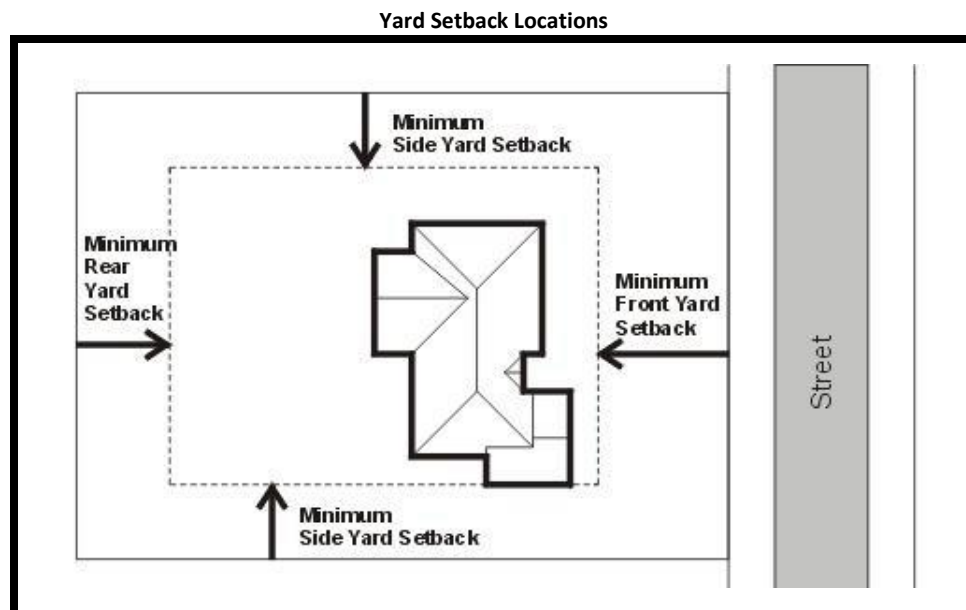 Yard Setback Locations
Minimum
Side Yard Setback
Minimum
Rear
Yard
Setback
Minimum
Front Yard
Setback
Street
Minimum
Side Yard Setback